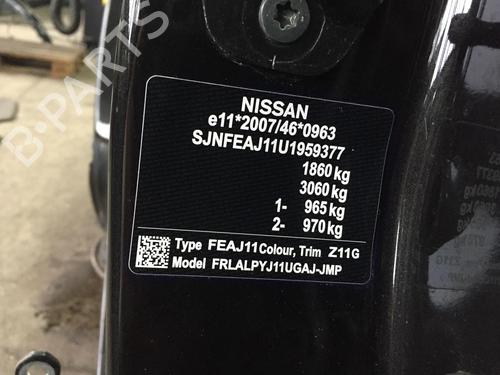 NISSAN
e11*2007/46*0963
SJNFEAJ11U1959377
1860 kg
3060 kg
1- 965 kg
2- 970 kg
Type FEAJ11 Colour, Trim Z11G
Model FRLALPYJ11UGAJ-JMP